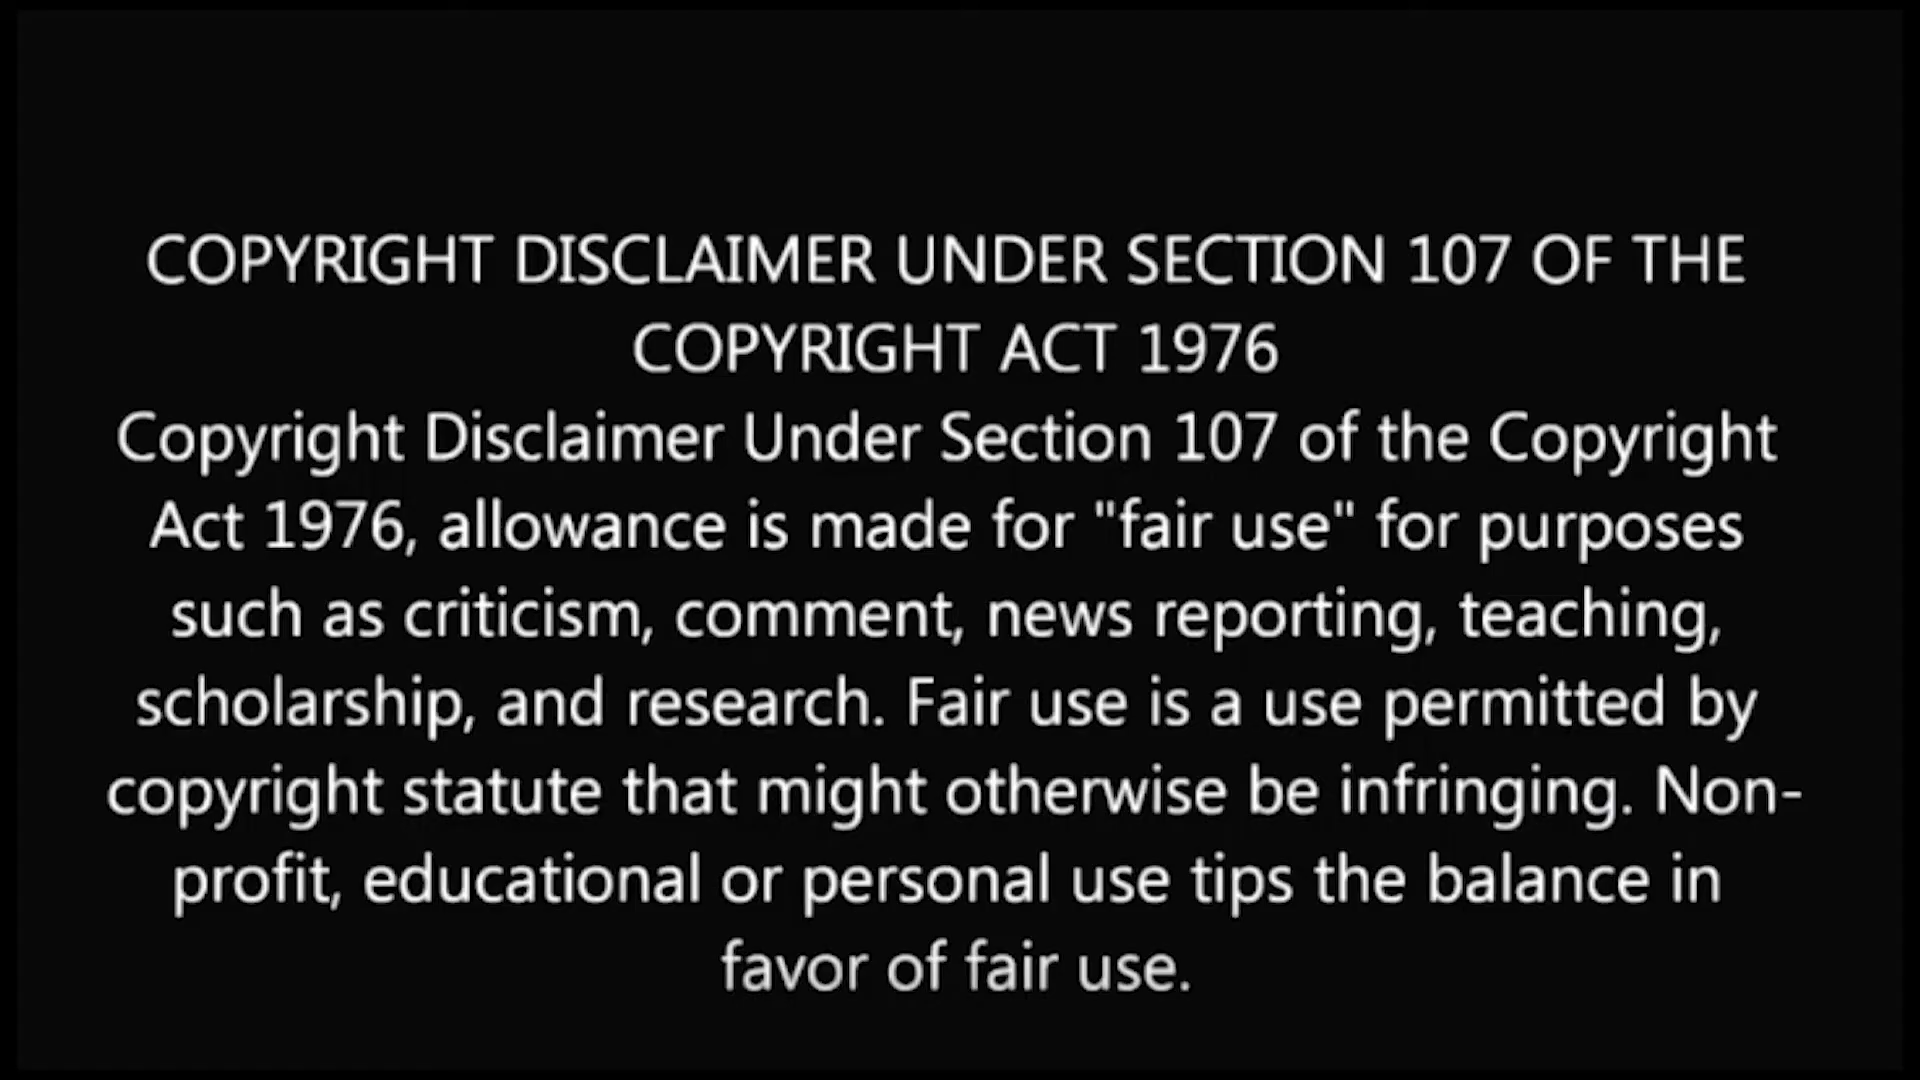 COPYRIGHT DISCLAIMER UNDER SECTION 107 OF THE
COPYRIGHT ACT 1976
Copyright Disclaimer Under Section 107 of the Copyright
Act 1976, allowance is made for "fair use" for purposes
such as criticism, comment, news reporting, teaching,
scholarship, and research. Fair use is a use permitted by
copyright statute that might otherwise be infringing. Non-
profit, educational or personal use tips the balance in
favor of fair use.